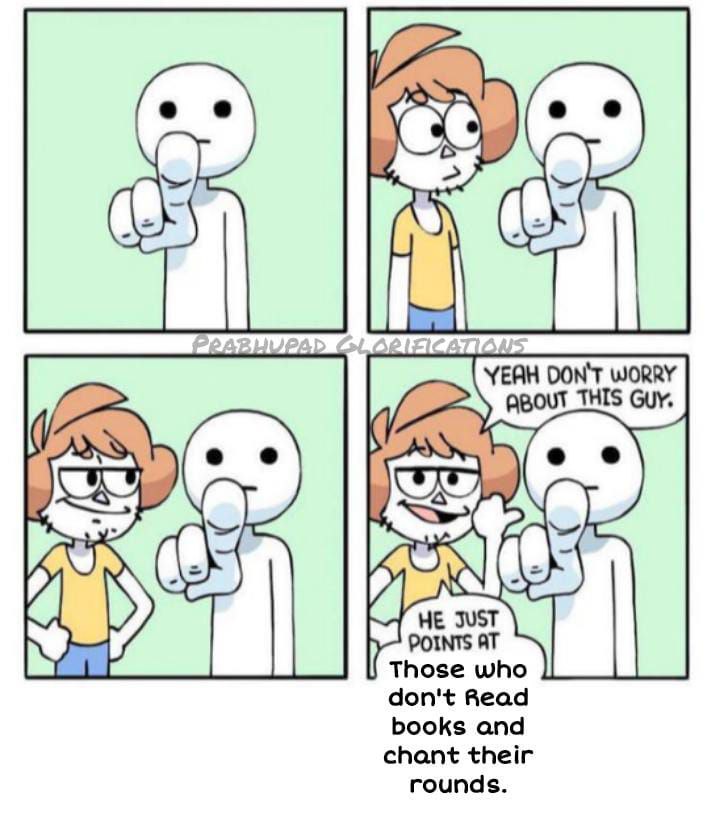 PRABHUPAD GLORIFICATIONS
YEAH DON'T WORRY
ABOUT THIS GUY.
HE JUST
POINTS AT
Those who
don't Read
books and
chant their
rounds.